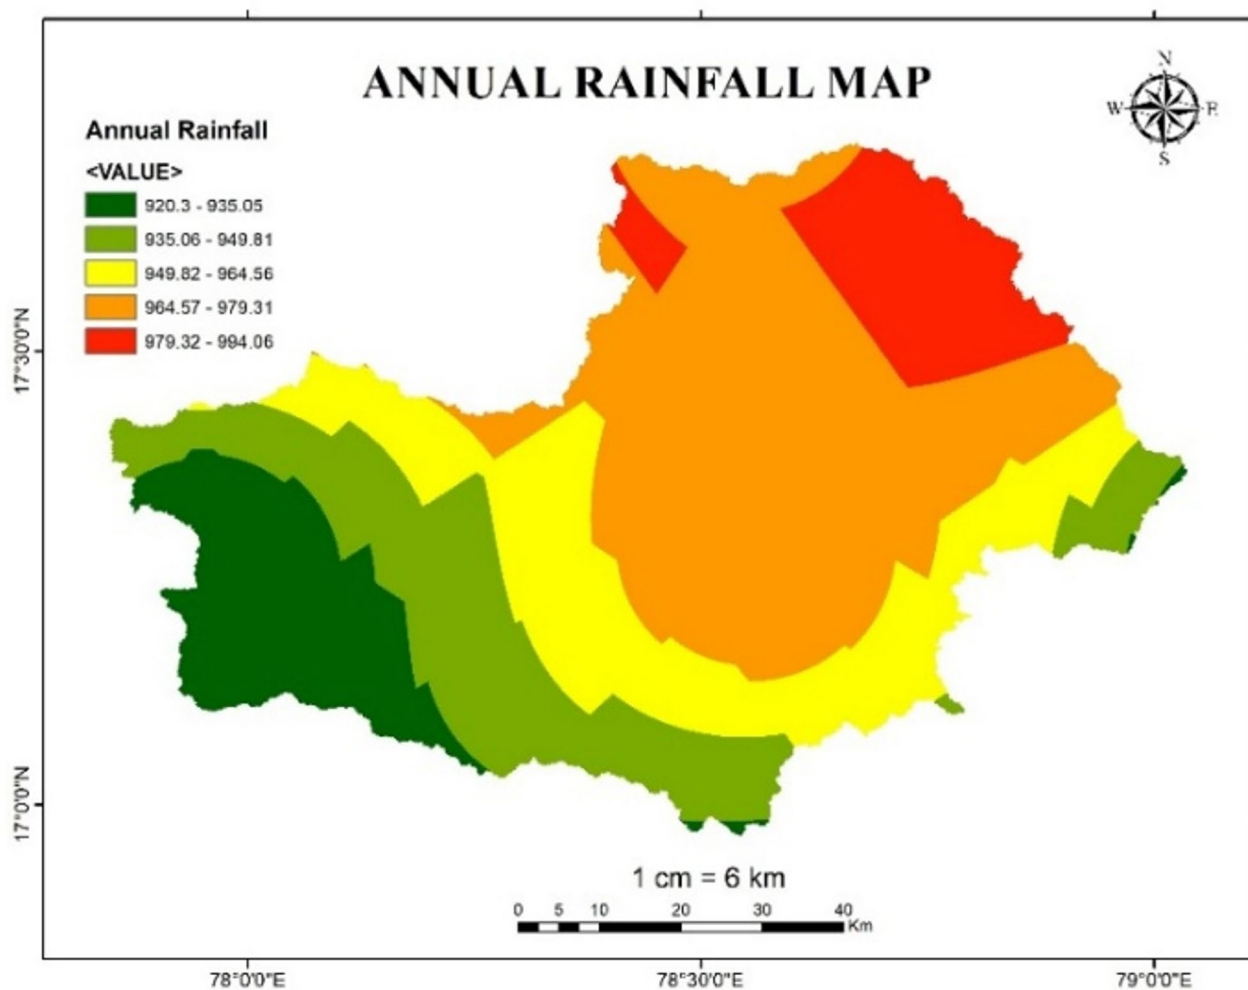 ANNUAL RAINFALL MAP
N
W E
S
Annual Rainfall
<VALUE>
920.3 - 935.05
935.06 - 949.81
949.82 - 964.56
964.57 - 979.31
979.32 - 994.06
17°30'0"N
17°0'0"N
1 cm = 6 km
0 5 10 20 30 40
Km
78°0'0"E 78°30'0"E 79°0'0"E